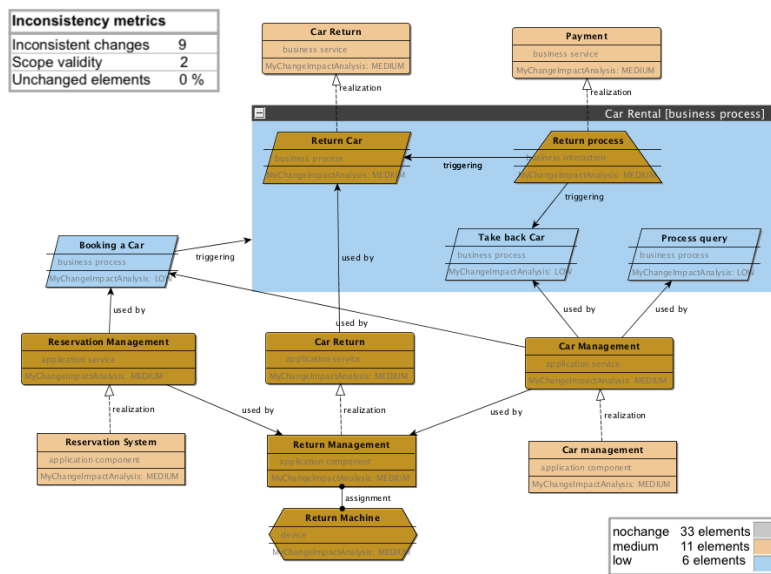 Inconsistency metrics
Inconsistent changes 9
Scope validity 2
Unchanged elements 0 %
Car Return
business service
MyChangeImpactAnalysis: MEDIUM
Payment
business service
MyChangeImpactAnalysis: MEDIUM
realization
realization
Car Rental [business process]
Return Car
business process
MyChangeImpactAnalysis: MEDIUM
triggering
Return process
business interaction
MyChangeImpactAnalysis: MEDIUM
triggering
Booking a Car
business process
MyChangeImpactAnalysis: LOW
triggering
used by
Take back Car
business process
MyChangeImpactAnalysis: LOW
Process query
business process
MyChangeImpactAnalysis: LOW
used by
used by
used by
used by
Reservation Management
application service
MyChangeImpactAnalysis: MEDIUM
Car Return
application service
MyChangeImpactAnalysis: MEDIUM
Car Management
application service
MyChangeImpactAnalysis: MEDIUM
realization
used by
realization
used by
realization
Reservation System
application component
MyChangeImpactAnalysis: MEDIUM
Return Management
application component
MyChangeImpactAnalysis: MEDIUM
Car management
application component
MyChangeImpactAnalysis: MEDIUM
assignment
Return Machine
device
MyChangeImpactAnalysis: MEDIUM
nochange 33 elements
medium 11 elements
low 6 elements